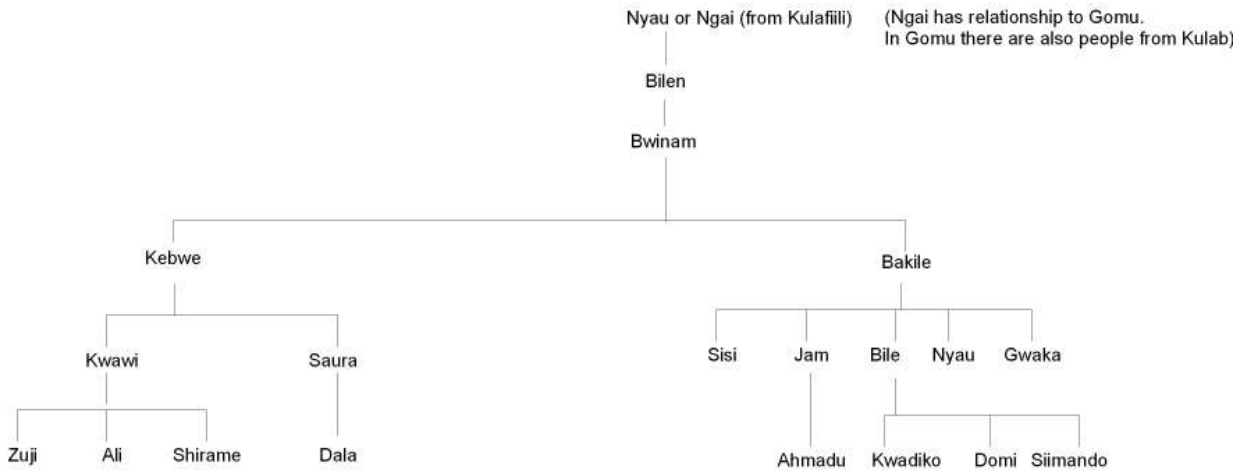 Nyau or Ngai (from Kulafiili)
(Ngai has relationship to Gomu.
In Gomu there are also people from Kulab)
Bilen
Bwinam
Kebwe
Bakile
Kwawi
Saura
Sisi
Jam
Bile
Nyau
Gwaka
Zuji
Ali
Shirame
Dala
Ahmadu
Kwadiko
Domi
Siimando